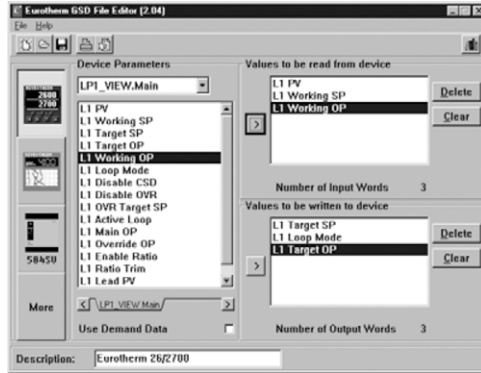 Eurotherm GSD File Editor (2.04)
File Help
Device Parameters
LP1_VIEW.Main
L1 PV
L1 Working SP
L1 Target SP
L1 Target OP
L1 Working OP
L1 Loop Mode
L1 Disable CSD
L1 Disable OVR
L1 OVR Target SP
L1 Active Loop
L1 Main OP
L1 Override OP
L1 Enable Ratio
L1 Ratio Trim
L1 Lead PV
LP1_VIEW.Main
Use Demand Data
2600
2700
584SV
More
Values to be read from device
L1 PV
L1 Working SP
L1 Working OP
>
Delete
Clear
Number of Input Words 3
Values to be written to device
L1 Target SP
L1 Loop Mode
L1 Target OP
>
Delete
Clear
Number of Output Words 3
Description: Eurotherm 26/2700